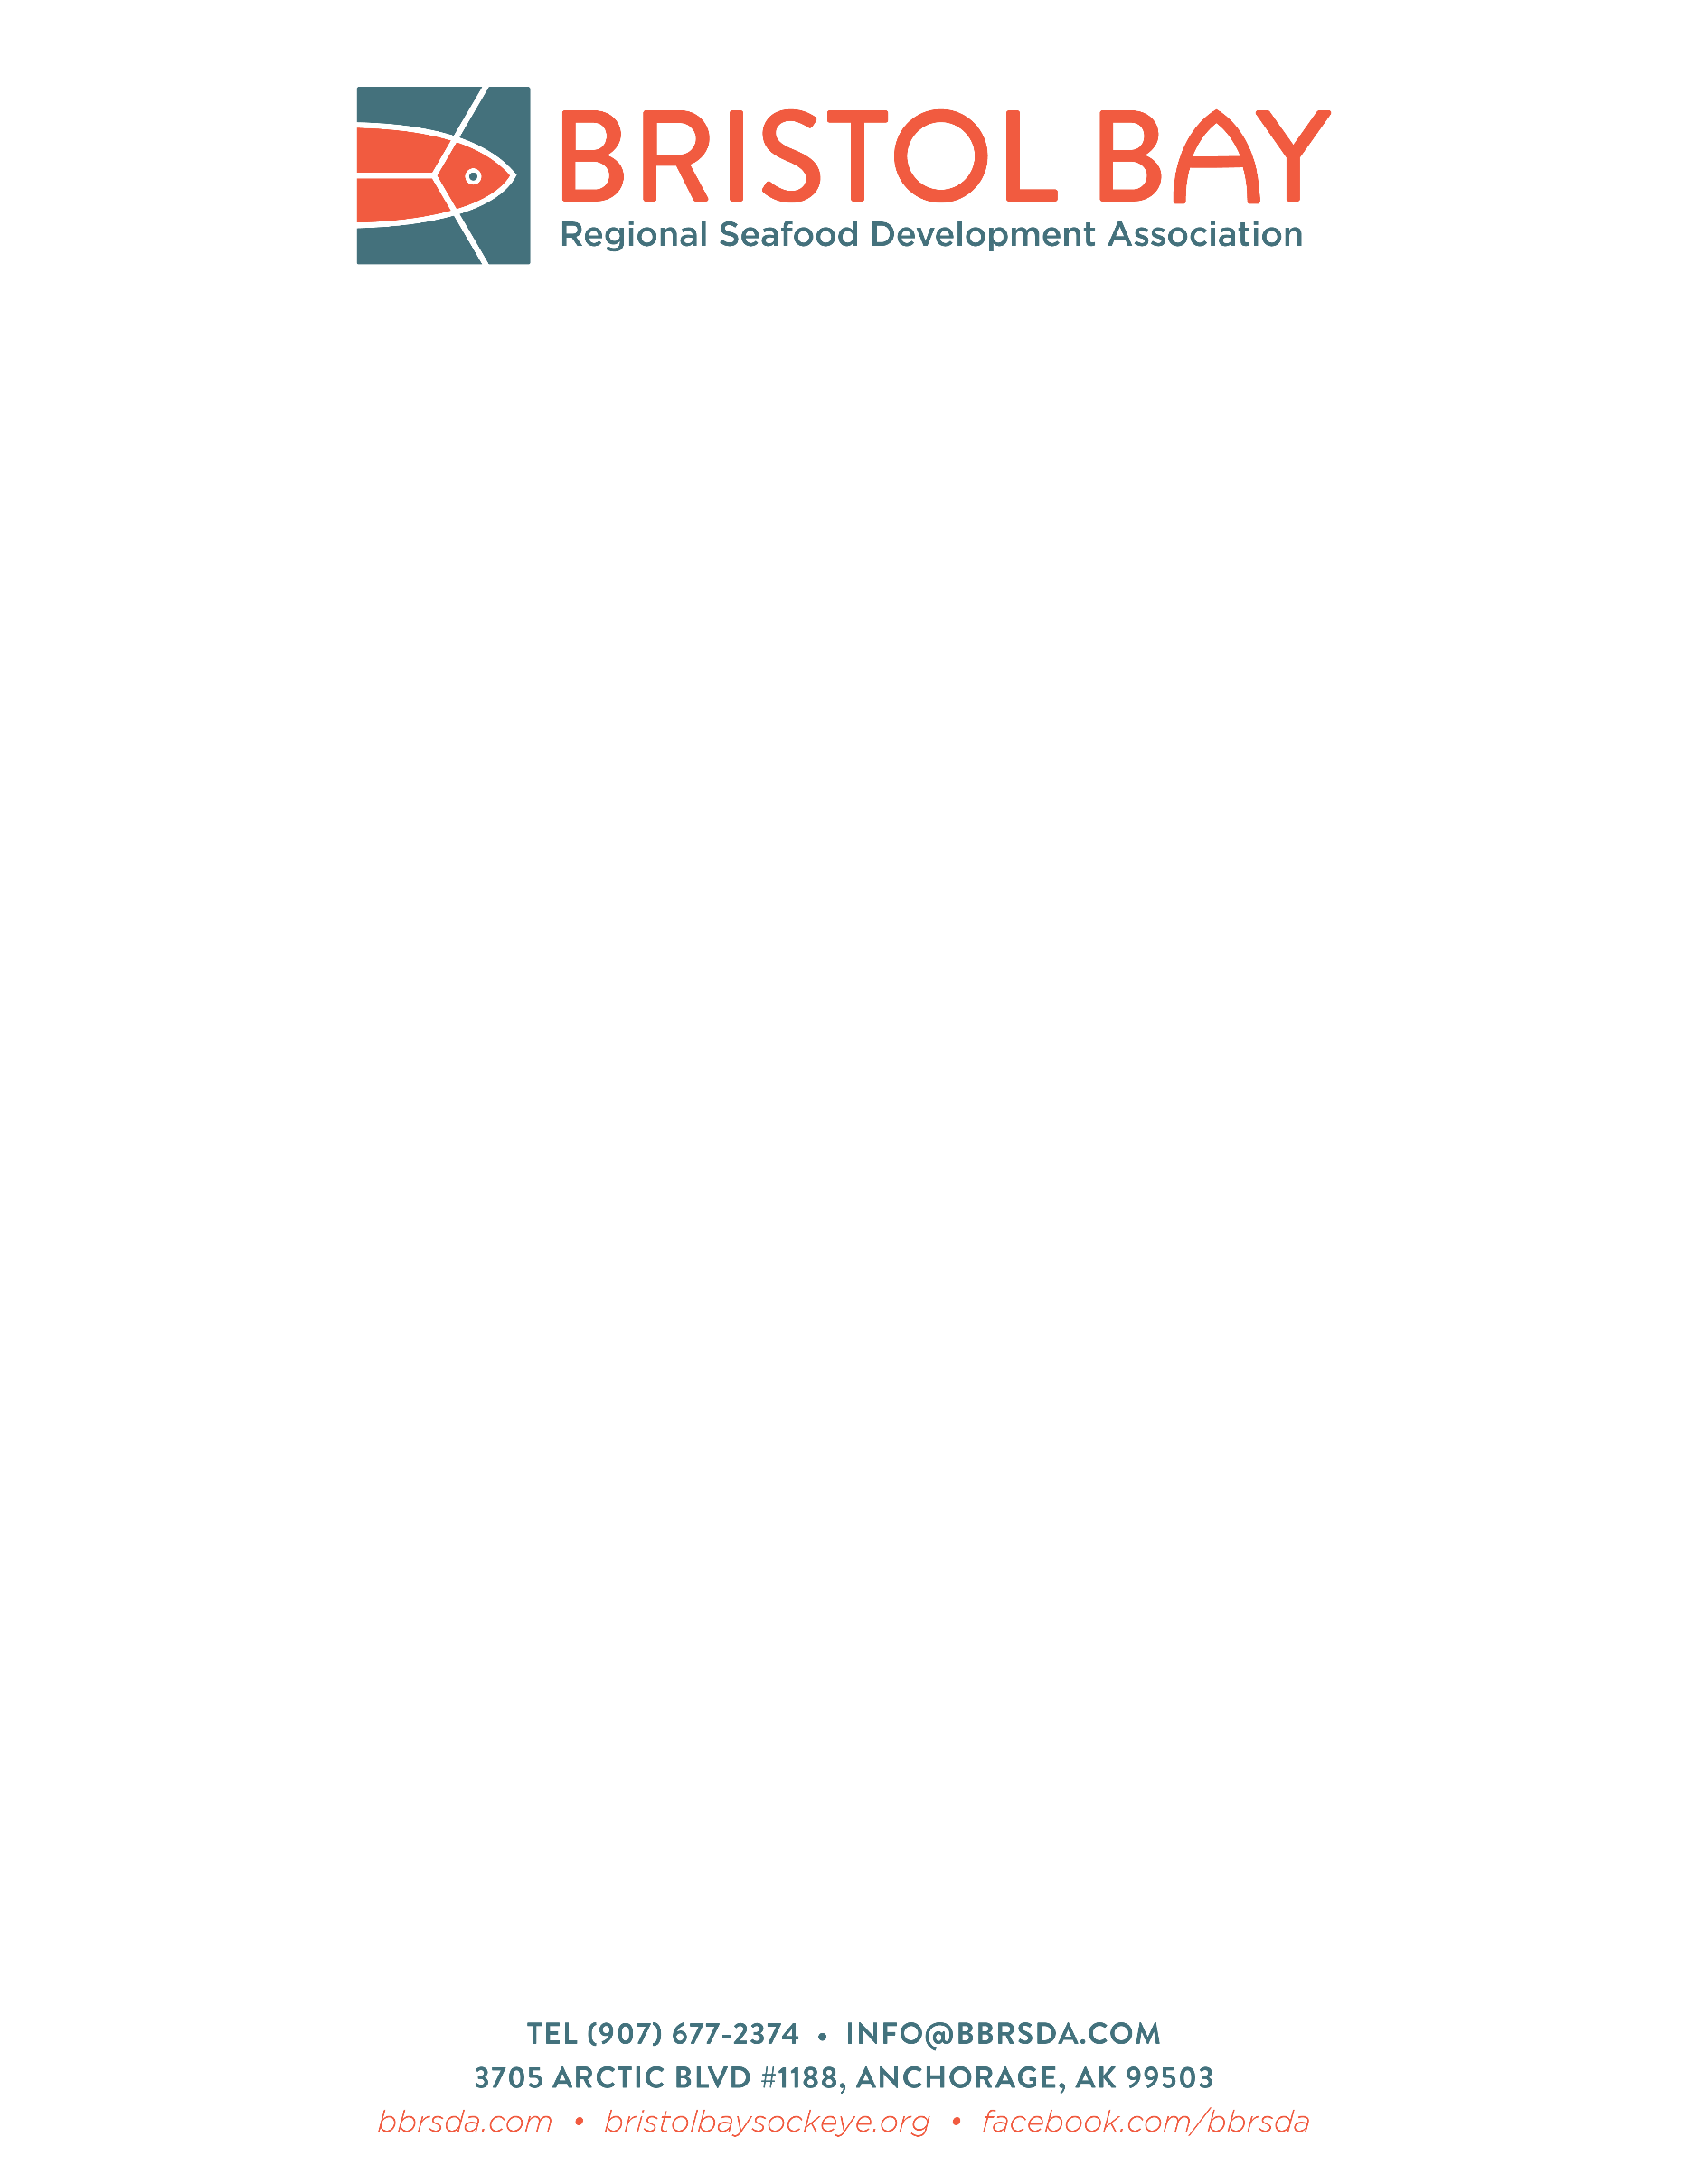 BRISTOL BAY
Regional Seafood Development Association
TEL (907) 677-2374 • INFO@BBRSDA.COM
3705 ARCTIC BLVD #1188, ANCHORAGE, AK 99503
bbrsda.com • bristolbaysockeye.org • facebook.com/bbrsda